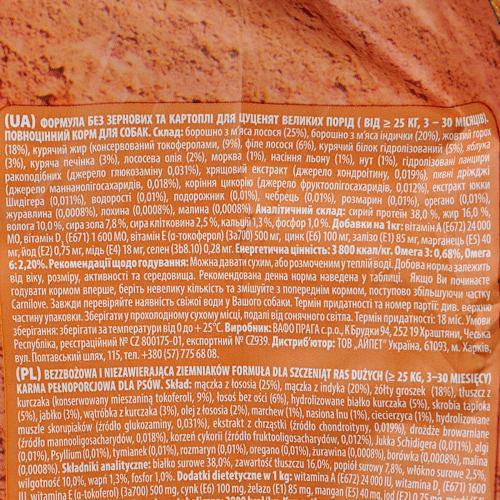 (UA) ФОРМУЛА БЕЗ ЗЕРНОВИХ ТА КАРТОПЛІ ДЛЯ ЦУЦЕНЯТ ВЕЛИКИХ ПОРІД ( ВІД ≥ 25 КГ, 3 – 30 МІСЯЦІВ).
ПОВНОЦІННИЙ КОРМ ДЛЯ СОБАК. Склад: борошно з м'яса лосося (25%), борошно з м'яса індички (20%), жовтий горох
(18%), курячий жир (консервований токоферолами, (9%), філе лосося (6%), курячий білок гідролізований (5%), яблука
(3%), куряча печінка (3%), лососева олія (2%), морква (1%), насіння льону (1%), нут (1%), гідролізовані панцири
ракоподібних (джерело глюкозаміну 0,031%), хрящовий екстракт (джерело хондроїтину, 0,019%), пивні дріжджі
(джерело маннанолігосахаридів, 0,018%), коріння цикорію (джерело фруктоолігосахаридів, 0,012%), екстракт юкки
Шидігера (0,011%), водорості (0,01%), подорожник (0,01%), чебрець (0,01%), розмарин (0,01%), орегано (0,01%),
журавлина (0,0008%), лохина (0,0008%), малина (0,0008%). Аналітичний склад: сирий протеїн 38,0 %, жир 16,0 %,
волога 10,0 %, сира зола 7,8%, сира клітковина 2,5%, кальцій 1,3%, фосфор 1,0 %. Добавки на 1кг: вітамін А (E672) 24 000
МО, вітамін D₃ (E671) 1 600 МО, вітамін Е (α-токоферол) (3a700) 500 мг, цинк (E6) 100 мг, залізо (E1) 85 мг, марганець (E5) 40
мг, йод (E2) 0,75 мг, мідь (E4) 18 мг, селен (3b8.10) 0,28 мг. Енергетична цінність: 3 800 ккал/кг. Омега 3: 0,68%, Омега
6: 2,20%. Рекомендації щодо годування: Можна давати сухим, або розмоченим у теплій воді. Добова норма залежить
від віку, розміру, активності та середовища. Рекомендована денна норма наведена у таблиці. Якщо Ви починаєте
годувати кормом вперше, беріть невелику кількість та змішуйте з попереднім кормом, поступово збільшуючи частку
Carnilove. Завжди перевіряйте наявність свіжої води у Вашого собаки. Термін придатності та номер партії: див. верхню
частину упаковки. Зберігати у прохолодному сухому місці, подалі від сонячного світла. Термін придатності: 18 міс. Умови
зберігання: зберігати за температури від 0 до + 25°С. Виробник: ВАФО ПРАГА с.р.о., К Брудки 94, 252 19 Храштяни, Чеська
Республіка, реєстраційний № CZ 800175-01, експортний № CZ939. Дистриб'ютор: ТОВ „АЙПЕТ" Україна, 61093, м. Харків,
вул. Полтавський шлях, 115, тел. +380 (57) 775 68 08.
(PL) BEZZBOŻOWA I NIEZAWIERAJĄCA ZIEMNIAKÓW FORMUŁA DLA SZCZENIĄT RAS DUŻYCH (≥ 25 KG, 3–30 MIESIĘCY)
KARMA PEŁNOPORCJOWA DLA PSÓW. Skład: mączka z łososia (25%), mączka z indyka (20%), żółty groszek (18%), tłuszcz z
kurczaka (konserwowany mieszaniną tokoferoli, 9%), łosoś bez ości (6%), hydrolizowane białko kurczaka (5%), skrobia tapioka
(5%), jabłko (3%), wątróbka z kurczaka (3%), olej z łososia (2%), marchew (1%), nasiona lnu (1%), ciecierzyca (1%), hydrolizowane
muszle skorupiaków (źródło glukozaminy, 0,031%), ekstrakt z chrząstki (źródło chondroityny, 0,019%), drożdże browarniane
(źródło mannooligosacharydów, 0,018%), korzeń cykorii (źródło fruktooligosacharydów, 0,012%), Jukka Schidigera (0,011%), algi
(0,01%), Psyllium (0,01%), tymianek (0,01%), rozmaryn (0,01%), oregano (0,01%), żurawina (0,0008%), borówka (0,0008%), malina
(0,0008%). Składniki analityczne: białko surowe 38,0%, zawartość tłuszczu 16,0%, popiół surowy 7,8%, włókno surowe 2,5%,
wilgotność 10,0%, wapń 1,3%, fosfor 1,0%. Dodatki dietetyczne w 1 kg: witamina A (E672) 24 000 IU, witamina D₃ (E671) 1600
IU, witamina E (α-tokoferol) (3a700) 500 mg, cynk (E6) 100 mg, żelazo (E1) 85 mg, mangan (E5) 40 mg, jod (E2) 0,75 mg